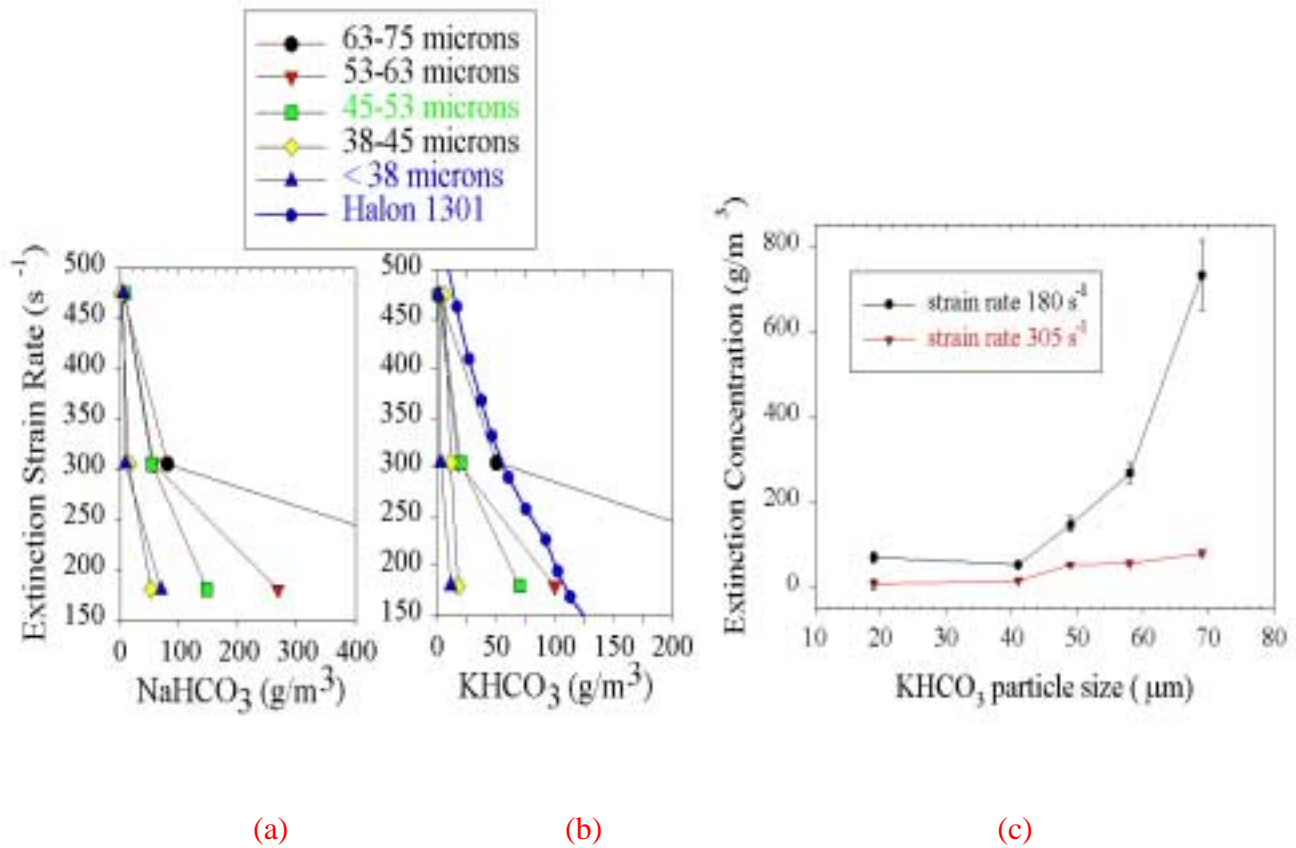 63-75 microns
53-63 microns
45-53 microns
38-45 microns
< 38 microns
Halon 1301
Extinction Strain Rate (s⁻¹)
500
450
400
350
300
250
200
150
0 100 200 300 400
NaHCO₃ (g/m³)
500
450
400
350
300
250
200
150
0 50 100 150 200
KHCO₃ (g/m³)
Extinction Concentration (g/m³)
800
600
400
200
0
strain rate 180 s⁻¹
strain rate 305 s⁻¹
10 20 30 40 50 60 70 80
KHCO₃ particle size ( μm)
(a) (b) (c)